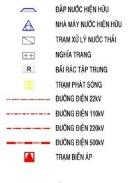 ĐẬP NƯỚC HIỆN HỮU
NHÀ MÁY NƯỚC HIỆN HỮU
TRẠM XỬ LÝ NƯỚC THẢI
NGHĨA TRANG
R BÃI RÁC TẬP TRUNG
TRẠM PHÁT SÓNG
ĐƯỜNG ĐIỆN 22kV
ĐƯỜNG ĐIỆN 110kV
ĐƯỜNG ĐIỆN 220kV
ĐƯỜNG ĐIỆN 500kV
TRẠM BIẾN ÁP